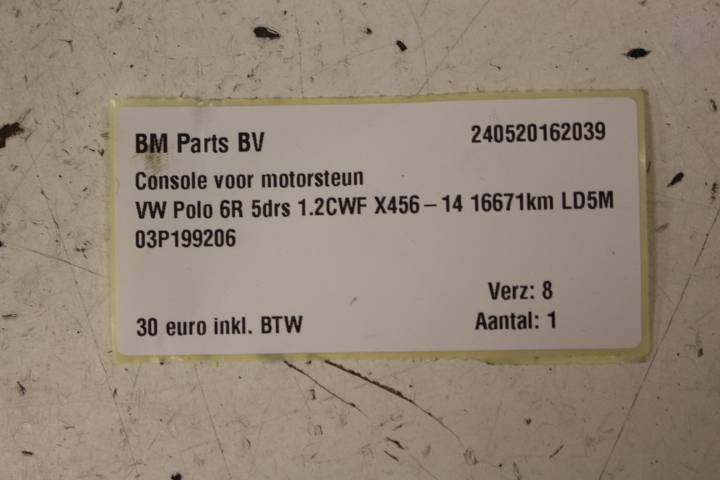 BM Parts BV 240520162039
Console voor motorsteun
VW Polo 6R 5drs 1.2CWF X456-14 16671km LD5M
03P199206
Verz: 8
30 euro inkl. BTW Aantal: 1